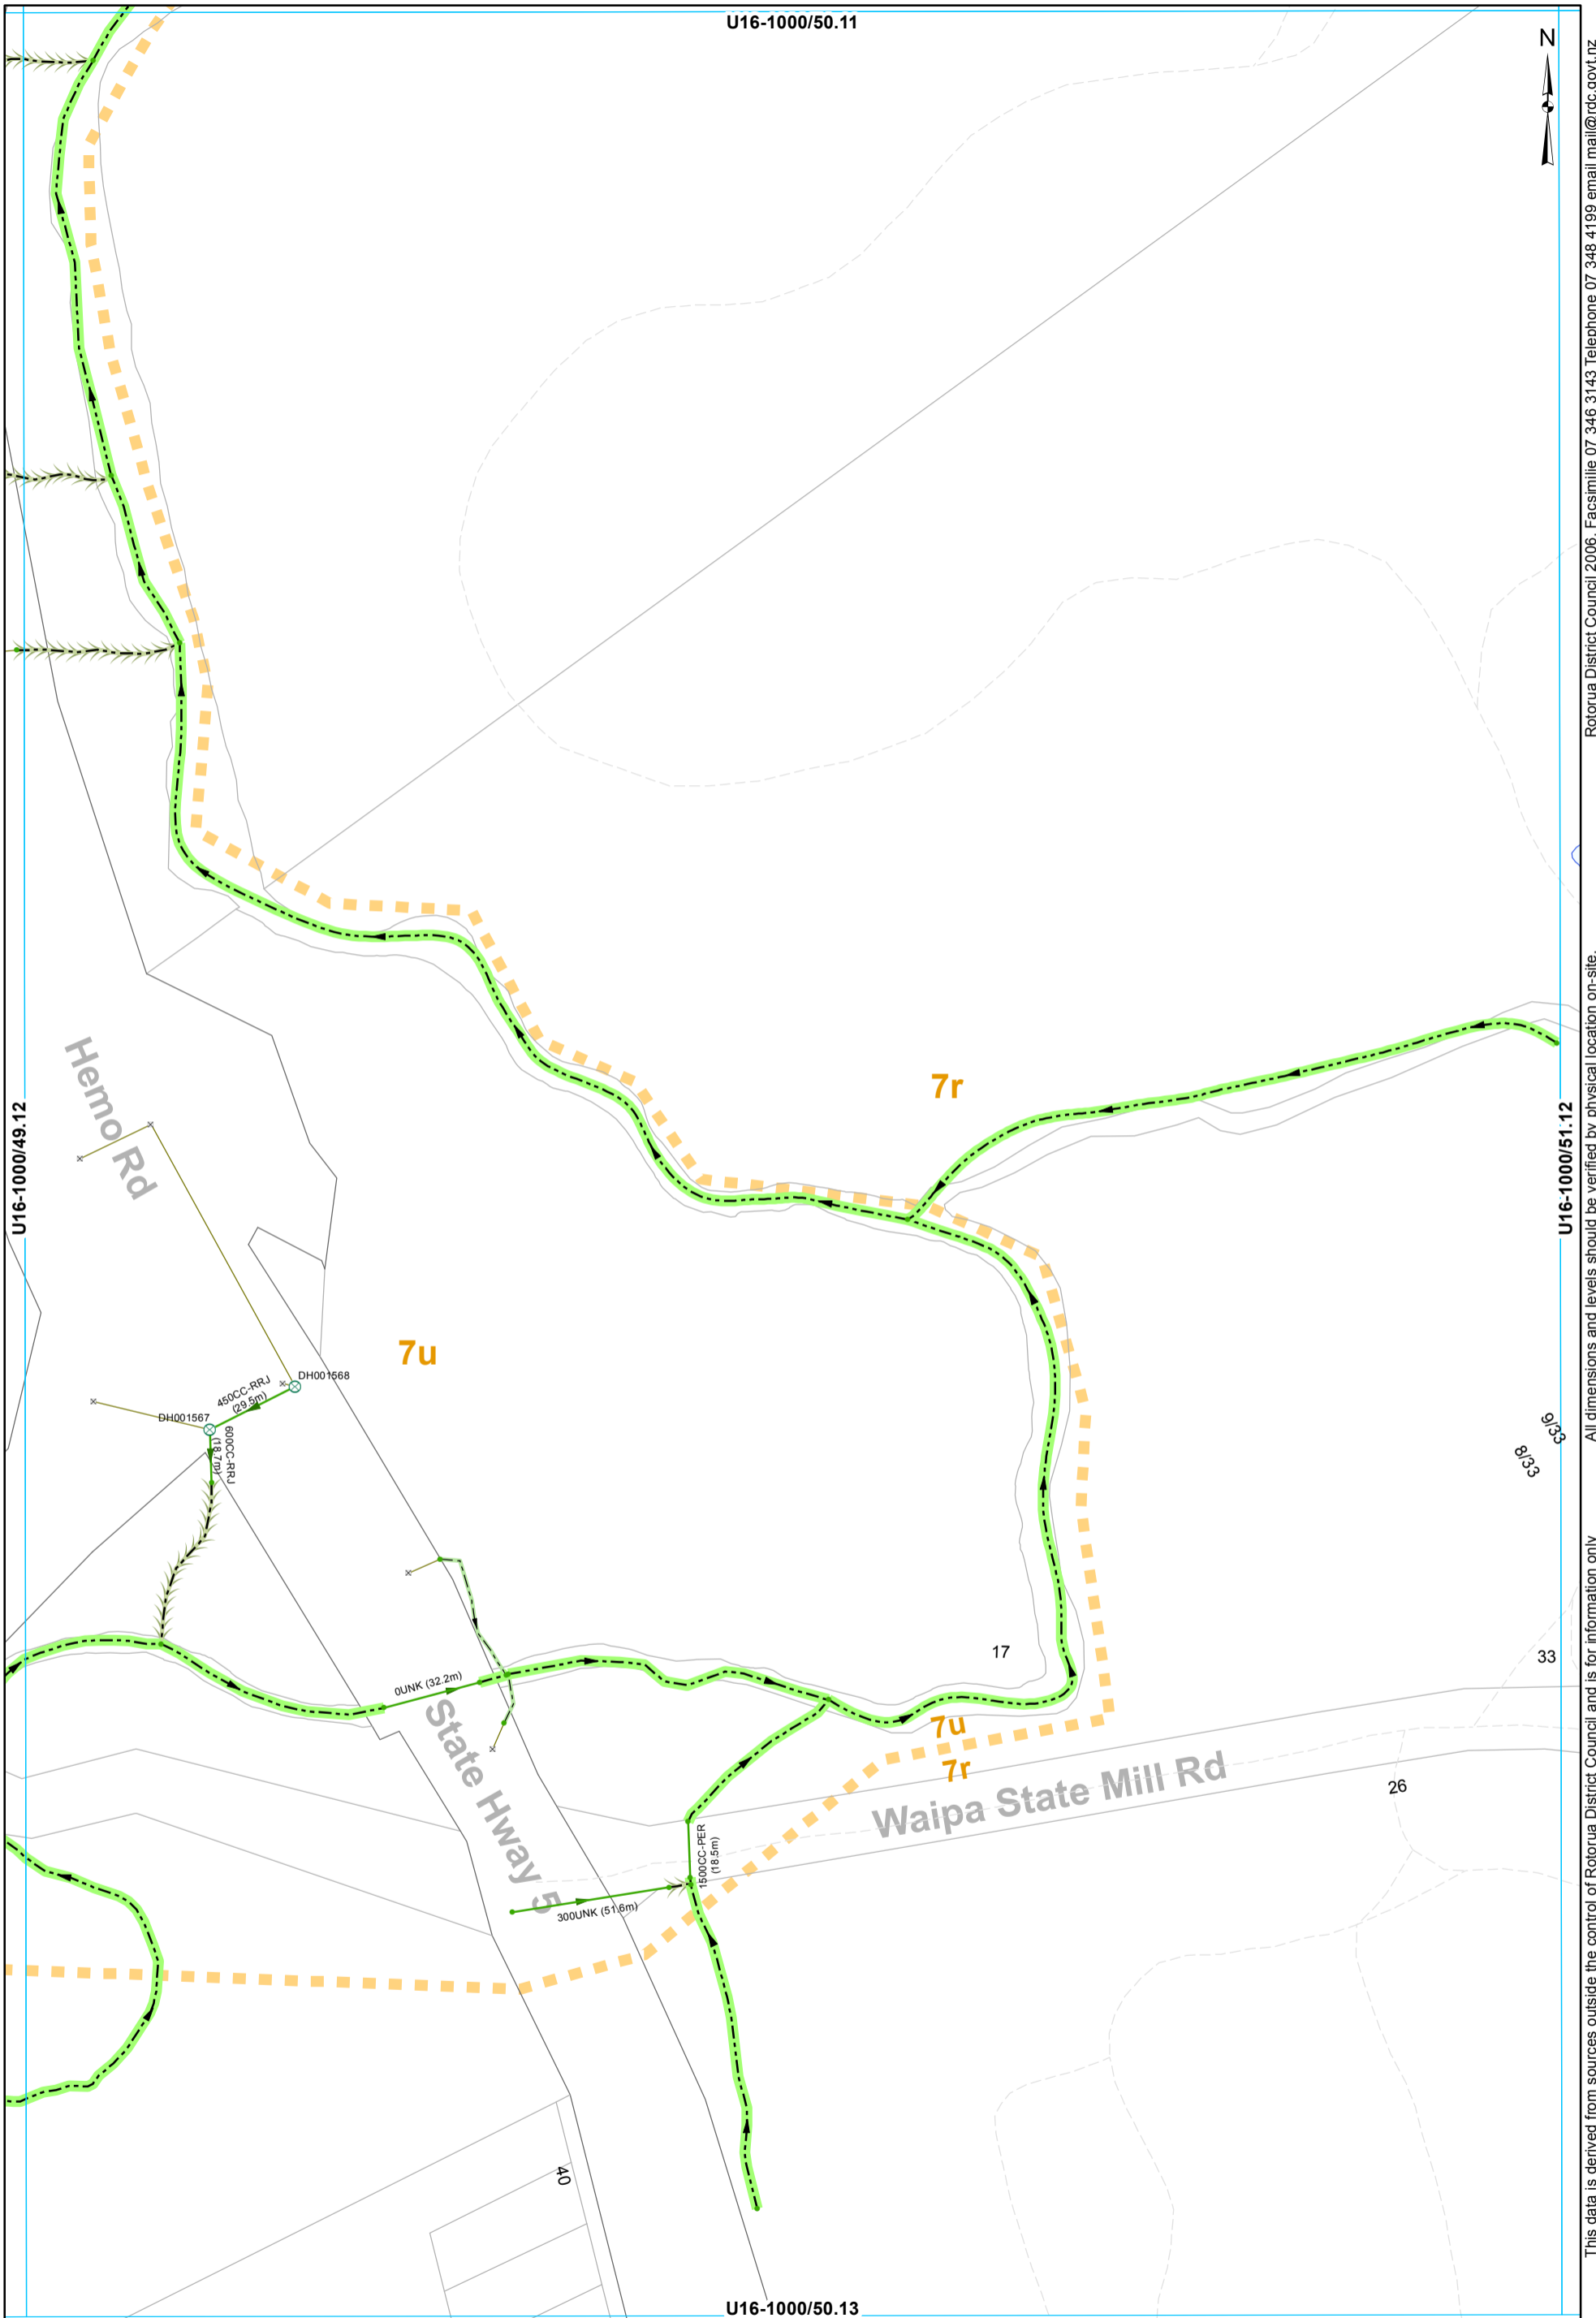 U16-1000/50.11
N
Rotorua District Council 2006, Facsimilie 07 346 3143 Telephone 07 348 4199 email mail@rdc.govt.nz
All dimensions and levels should be verified by physical location on-site.
This data is derived from sources outside the control of Rotorua District Council and is for information only
U16-1000/49.12
U16-1000/51.12
Hemo Rd
7r
7u
DH001568
450CC-RRJ
(29.5m)
DH001567
600CC-RRJ
(18.7m)
9/33
8/33
17
33
0UNK (32.2m)
State Hway 5
7u
7r
Waipa State Mill Rd
26
1500CC-PER
(18.5m)
300UNK (51.6m)
40
U16-1000/50.13